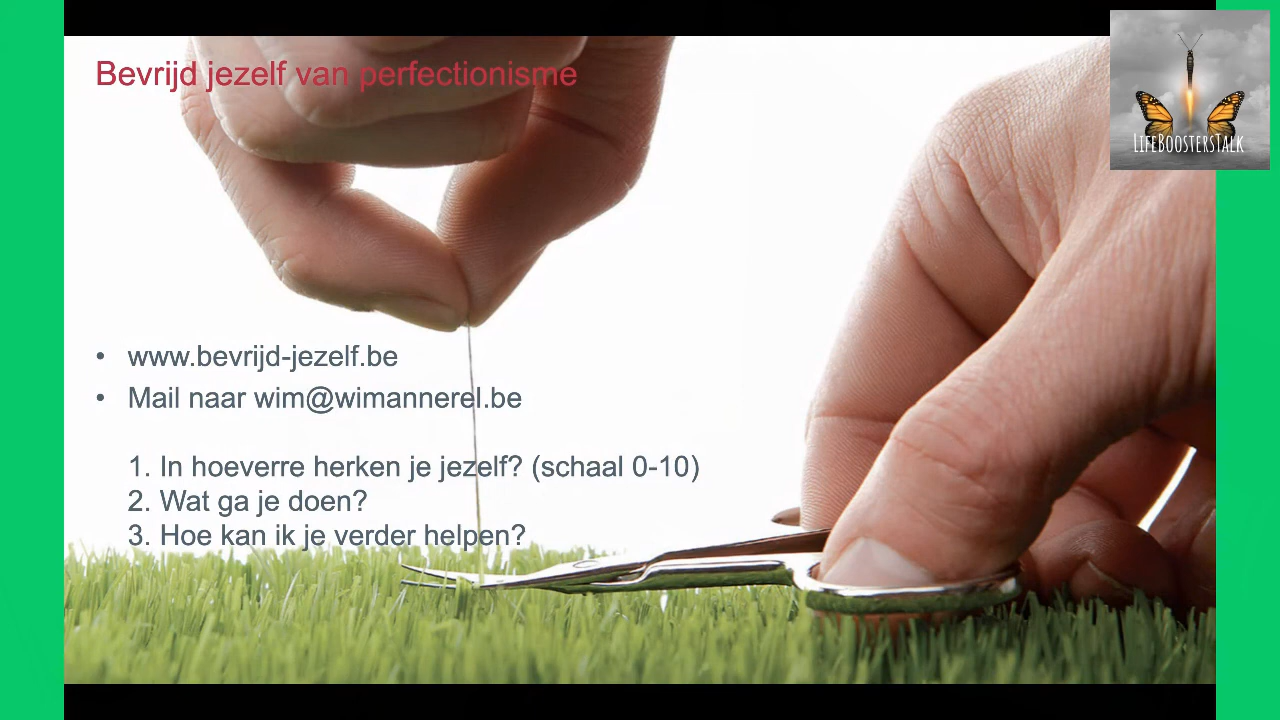 Bevrijd jezelf van perfectionisme
LIFEBOOSTERSTALK
• www.bevrijd-jezelf.be
• Mail naar wim@wimannerel.be
1. In hoeverre herken je jezelf? (schaal 0-10)
2. Wat ga je doen?
3. Hoe kan ik je verder helpen?